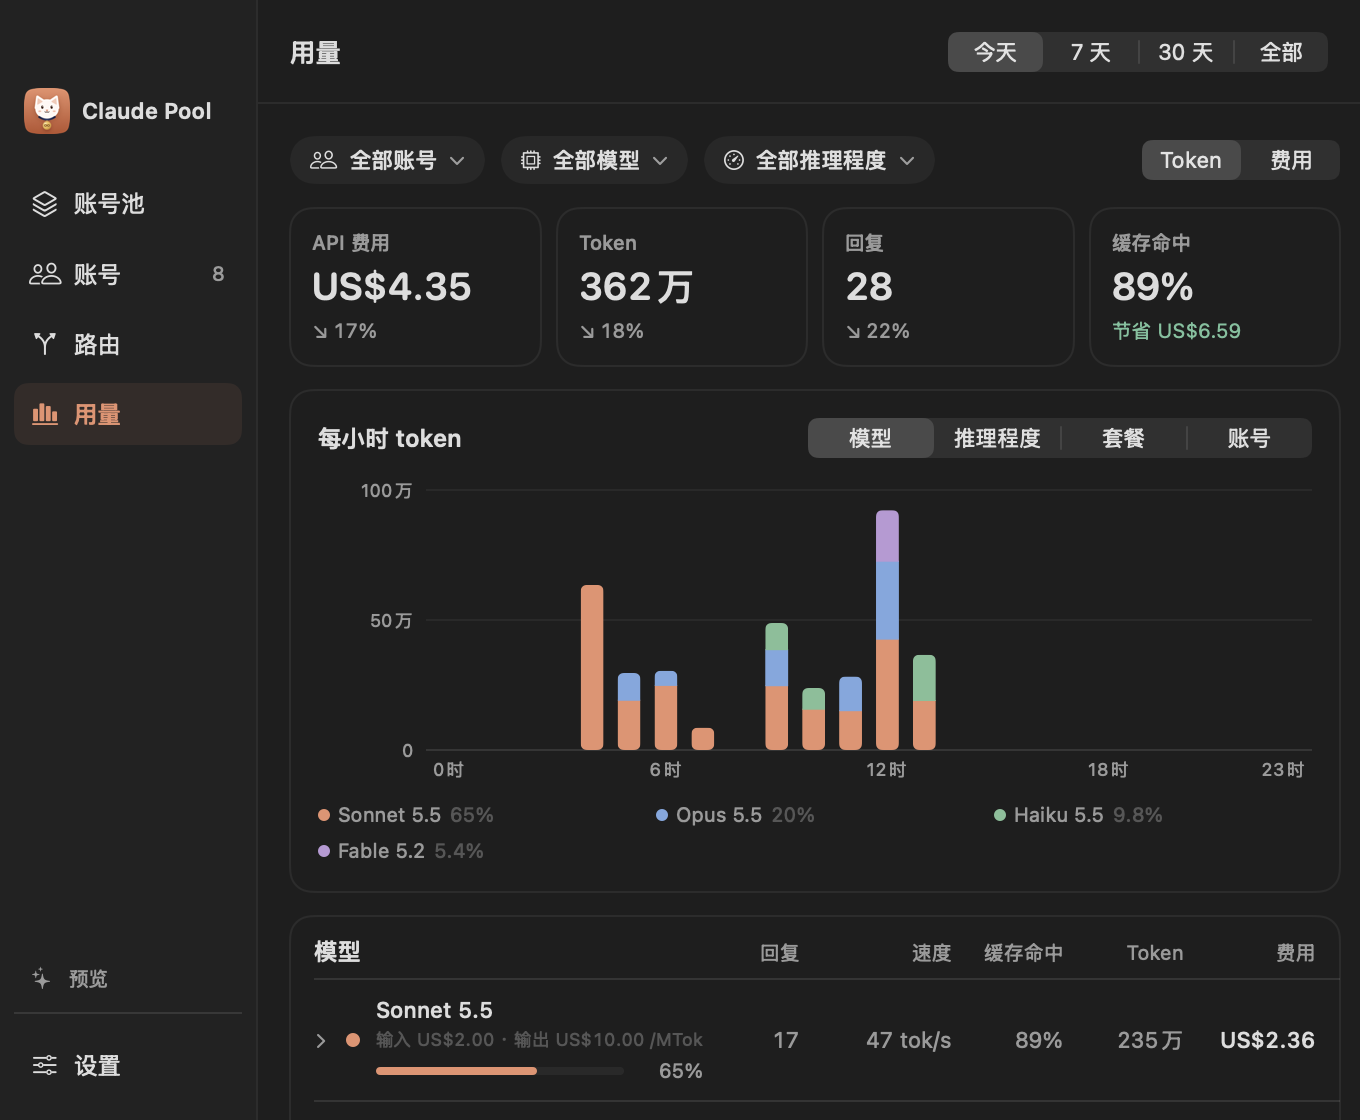 用量
今天 7 天 30 天 全部
Claude Pool
账号池
账号 8
路由
用量
预览
设置
全部账号 全部模型 全部推理程度 Token 费用
API 费用
US$4.35
↘ 17%
Token
362万
↘ 18%
回复
28
↘ 22%
缓存命中
89%
节省 US$6.59
每小时 token
模型 推理程度 套餐 账号
100万
50万
0
0时 6时 12时 18时 23时
Sonnet 5.5 65% Opus 5.5 20% Haiku 5.5 9.8%
Fable 5.2 5.4%
模型 回复 速度 缓存命中 Token 费用
Sonnet 5.5
输入 US$2.00 · 输出 US$10.00 /MTok
65%
17 47 tok/s 89% 235万 US$2.36